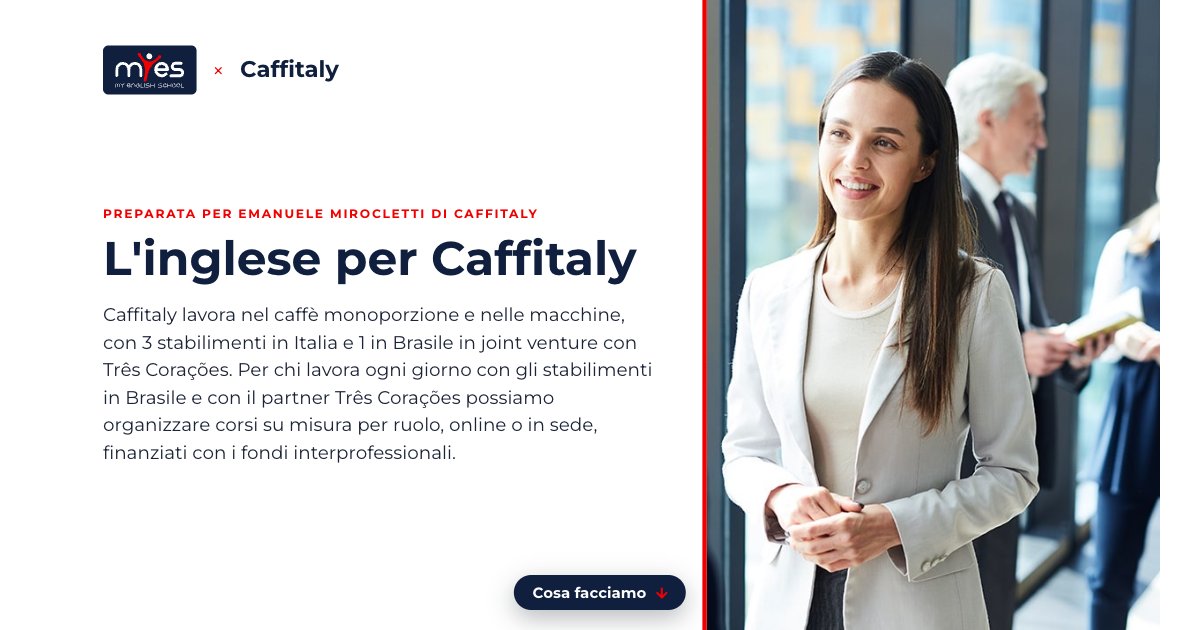 myes
MY ENGLISH SCHOOL
×
Caffitaly
PREPARATA PER EMANUELE MIROCLETTI DI CAFFITALY
L'inglese per Caffitaly
Caffitaly lavora nel caffè monoporzione e nelle macchine,
con 3 stabilimenti in Italia e 1 in Brasile in joint venture con
Três Corações. Per chi lavora ogni giorno con gli stabilimenti
in Brasile e con il partner Três Corações possiamo
organizzare corsi su misura per ruolo, online o in sede,
finanziati con i fondi interprofessionali.
Cosa facciamo